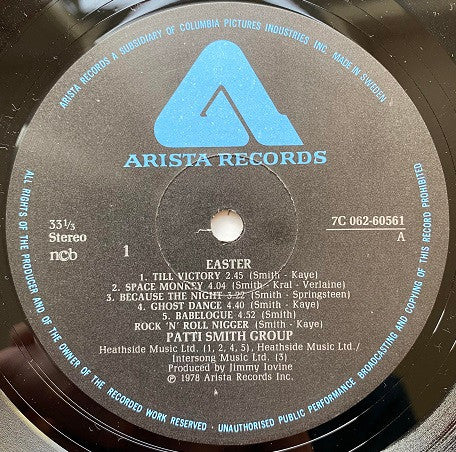 ARISTA RECORDS A SUBSIDIARY OF COLUMBIA PICTURES INDUSTRIES INC. MADE IN SWEDEN
ARISTA RECORDS
33⅓
Stereo
ncb
1
7C 062-60561
A
EASTER
1. TILL VICTORY 2.45 (Smith - Kaye)
2. SPACE MONKEY 4.04 (Smith - Kral - Verlaine)
3. BECAUSE THE NIGHT 3.22 (Smith - Springsteen)
4. GHOST DANCE 4.40 (Smith - Kaye)
5. BABELOGUE 4.52 (Smith)
ROCK 'N' ROLL NIGGER (Smith - Kaye)
PATTI SMITH GROUP
Heathside Music Ltd. (1, 2, 4, 5), Heathside Music Ltd./
Intersong Music Ltd. (3)
Produced by Jimmy Iovine
℗ 1978 Arista Records Inc.
ALL RIGHTS OF THE PRODUCER AND OF THE OWNER OF THE RECORDED WORK RESERVED - UNAUTHORISED PUBLIC PERFORMANCE BROADCASTING AND COPYING OF THIS RECORD PROHIBITED